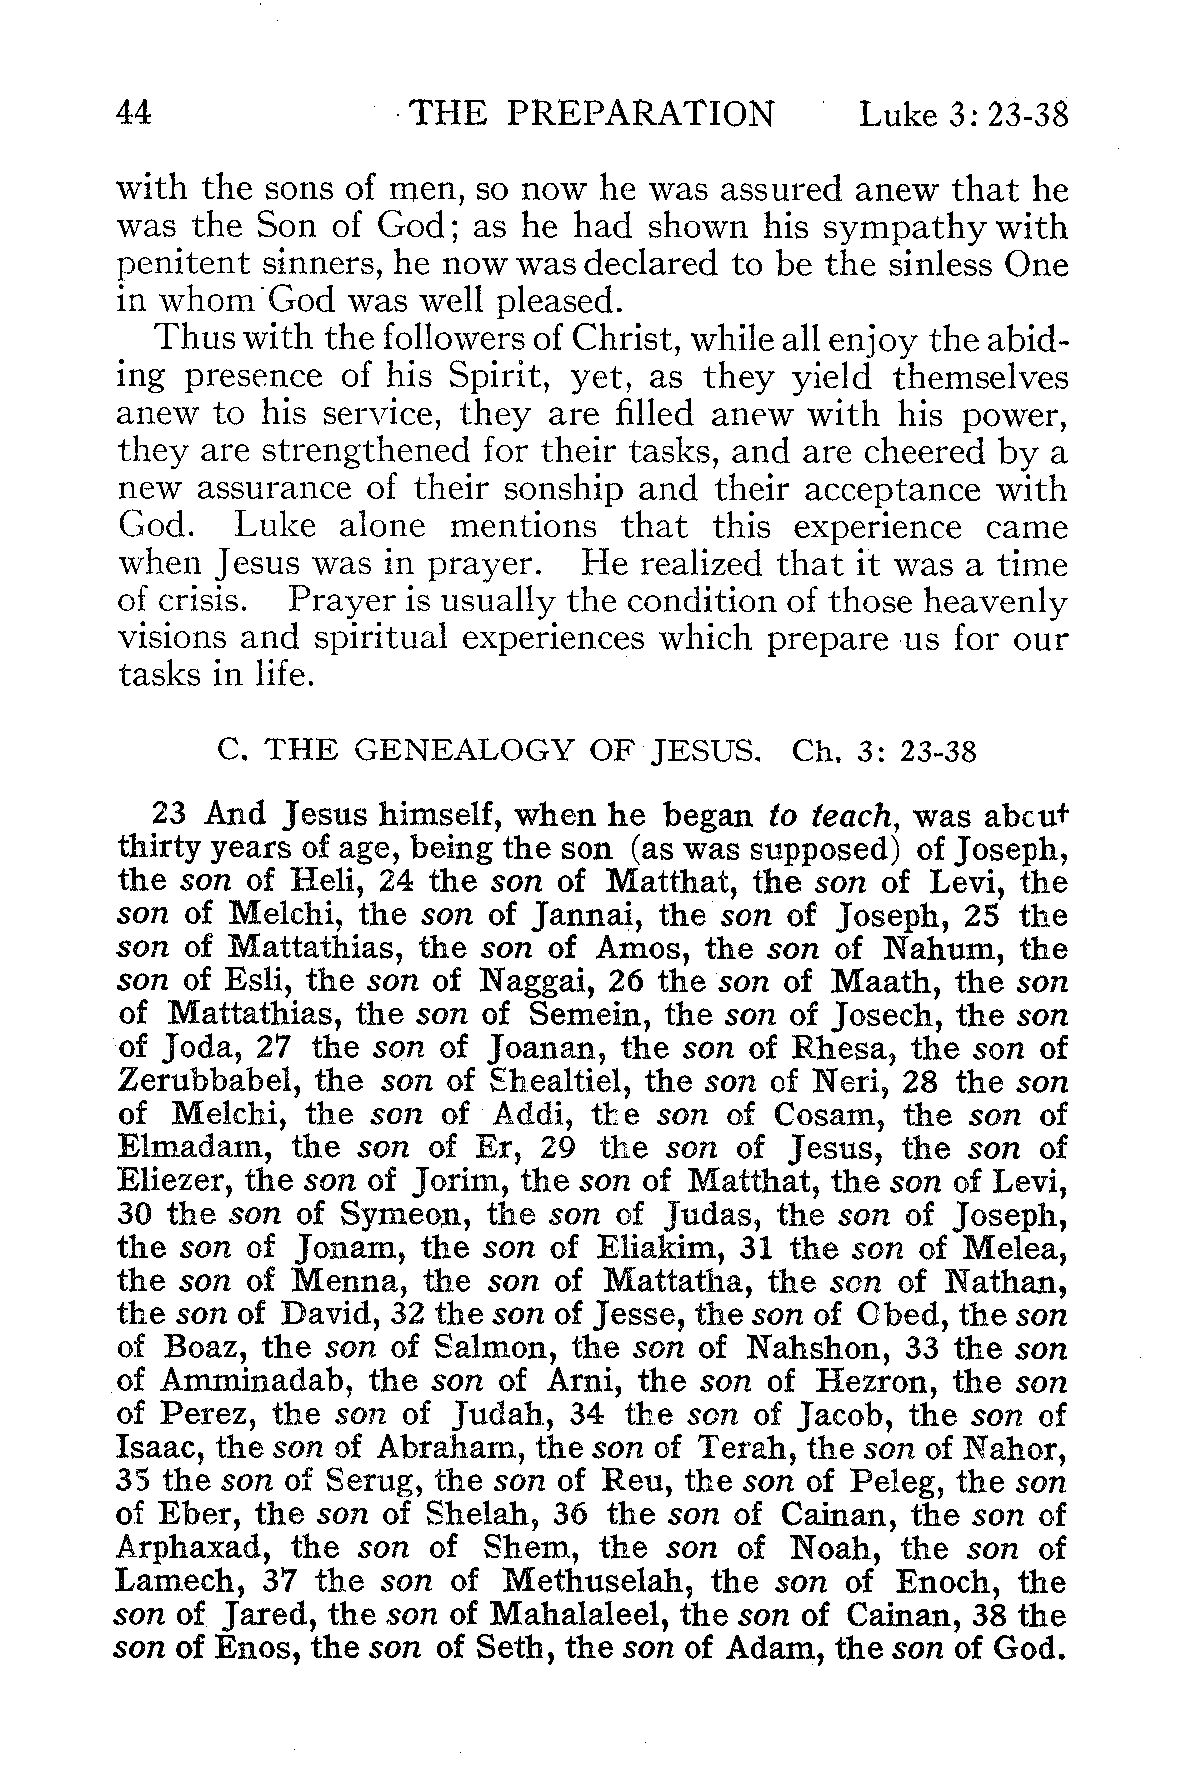 44 THE PREPARATION Luke 3: 23-38
with the sons of men, so now he was assured anew that he
was the Son of God; as he had shown his sympathy with
penitent sinners, he now was declared to be the sinless One
in whom God was well pleased.
Thus with the followers of Christ, while all enjoy the abid-
ing presence of his Spirit, yet, as they yield themselves
anew to his service, they are filled anew with his power,
they are strengthened for their tasks, and are cheered by a
new assurance of their sonship and their acceptance with
God. Luke alone mentions that this experience came
when Jesus was in prayer. He realized that it was a time
of crisis. Prayer is usually the condition of those heavenly
visions and spiritual experiences which prepare us for our
tasks in life.
C. THE GENEALOGY OF JESUS. Ch. 3: 23-38
23 And Jesus himself, when he began to teach, was about
thirty years of age, being the son (as was supposed) of Joseph,
the son of Heli, 24 the son of Matthat, the son of Levi, the
son of Melchi, the son of Jannai, the son of Joseph, 25 the
son of Mattathias, the son of Amos, the son of Nahum, the
son of Esli, the son of Naggai, 26 the son of Maath, the son
of Mattathias, the son of Semein, the son of Josech, the son
of Joda, 27 the son of Joanan, the son of Rhesa, the son of
Zerubbabel, the son of Shealtiel, the son of Neri, 28 the son
of Melchi, the son of Addi, the son of Cosam, the son of
Elmadam, the son of Er, 29 the son of Jesus, the son of
Eliezer, the son of Jorim, the son of Matthat, the son of Levi,
30 the son of Symeon, the son of Judas, the son of Joseph,
the son of Jonam, the son of Eliakim, 31 the son of Melea,
the son of Menna, the son of Mattatha, the son of Nathan,
the son of David, 32 the son of Jesse, the son of Obed, the son
of Boaz, the son of Salmon, the son of Nahshon, 33 the son
of Amminadab, the son of Arni, the son of Hezron, the son
of Perez, the son of Judah, 34 the son of Jacob, the son of
Isaac, the son of Abraham, the son of Terah, the son of Nahor,
35 the son of Serug, the son of Reu, the son of Peleg, the son
of Eber, the son of Shelah, 36 the son of Cainan, the son of
Arphaxad, the son of Shem, the son of Noah, the son of
Lamech, 37 the son of Methuselah, the son of Enoch, the
son of Jared, the son of Mahalaleel, the son of Cainan, 38 the
son of Enos, the son of Seth, the son of Adam, the son of God.